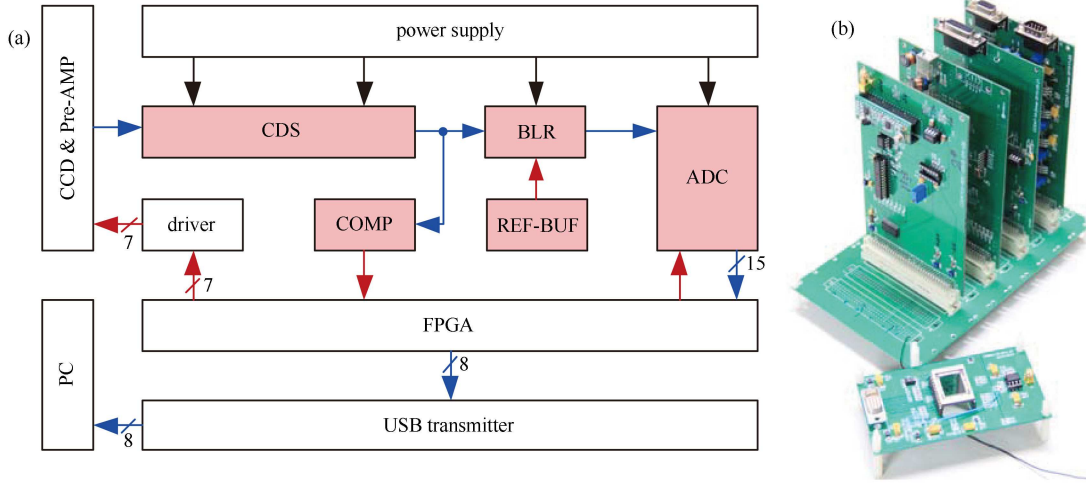 (a)
power supply
(b)
CCD & Pre-AMP
CDS
BLR
ADC
driver
COMP
REF-BUF
7
7
15
FPGA
PC
8
USB transmitter
8